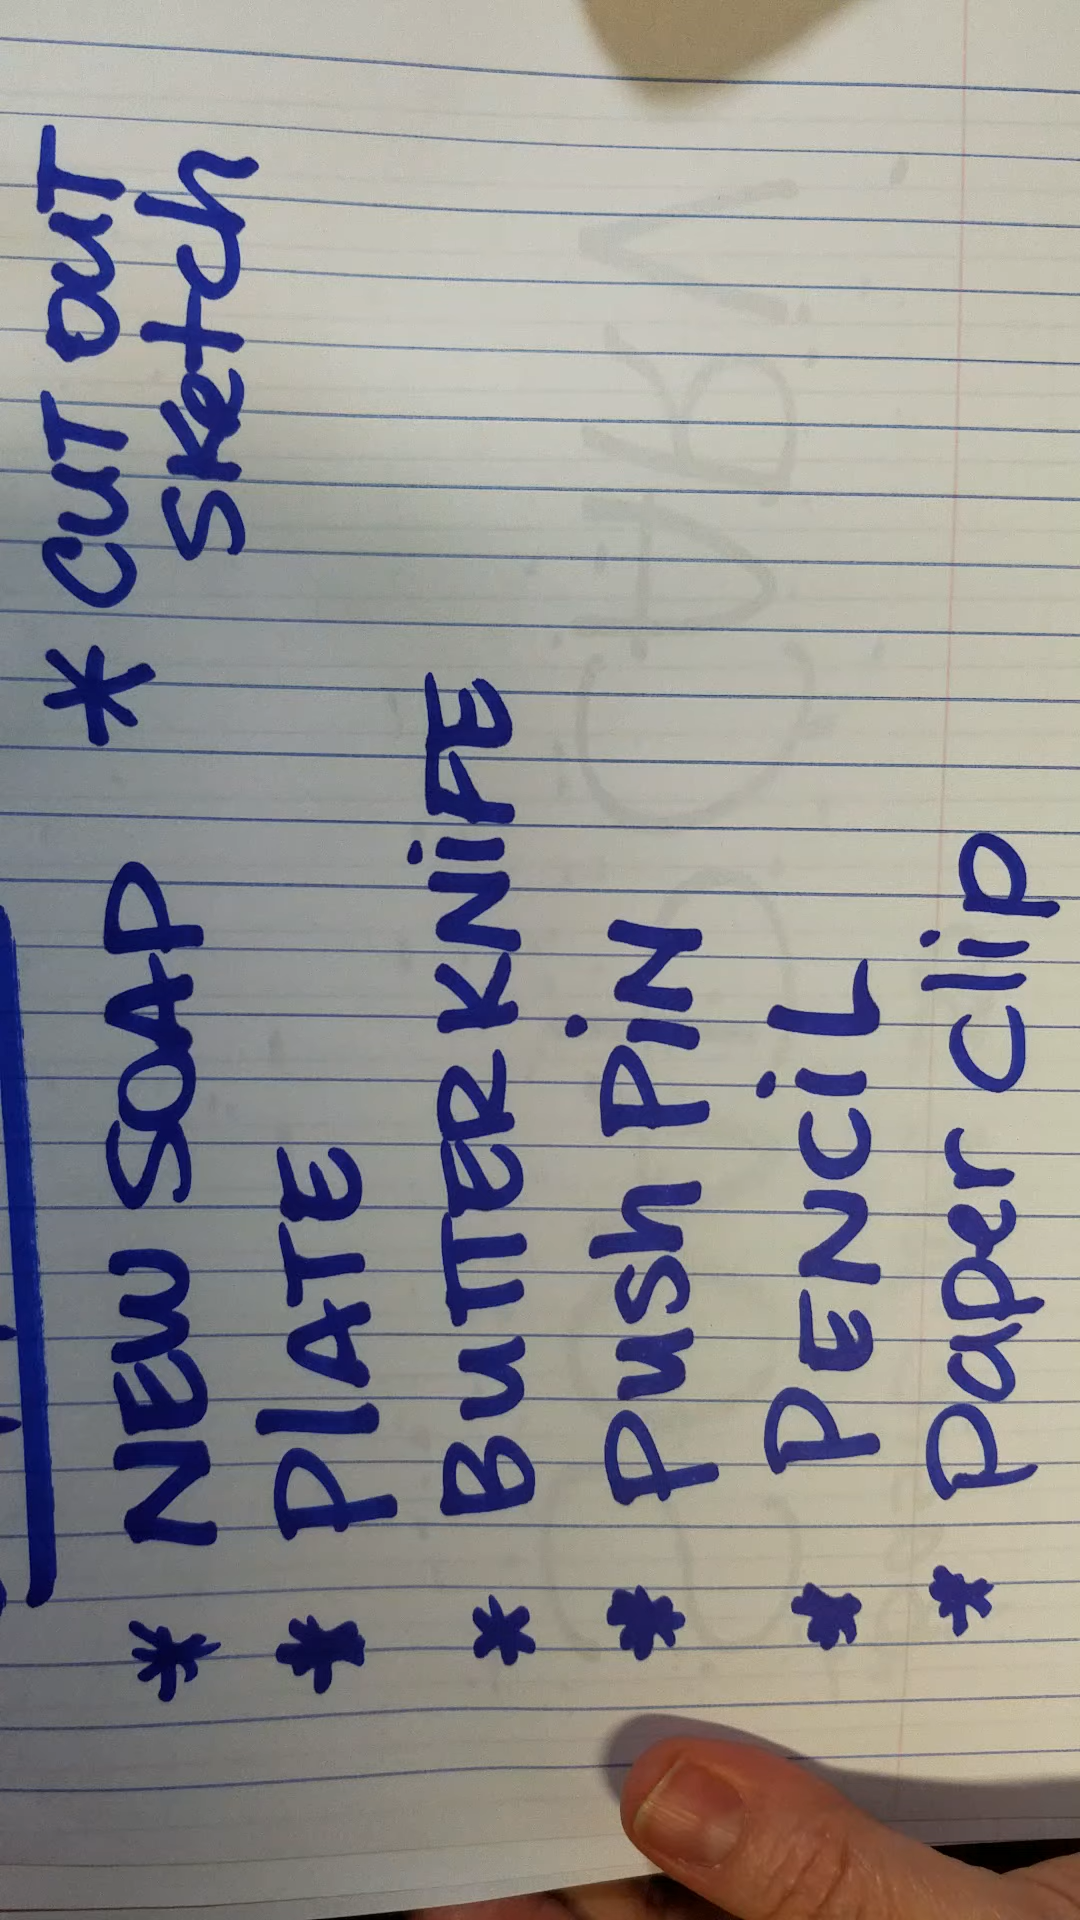 * NEW SOAP
* PlATE
* BuTTER KNiFE
* Push PiN
* PENCiL
* Paper Clip
* CUT OUT
Sketch